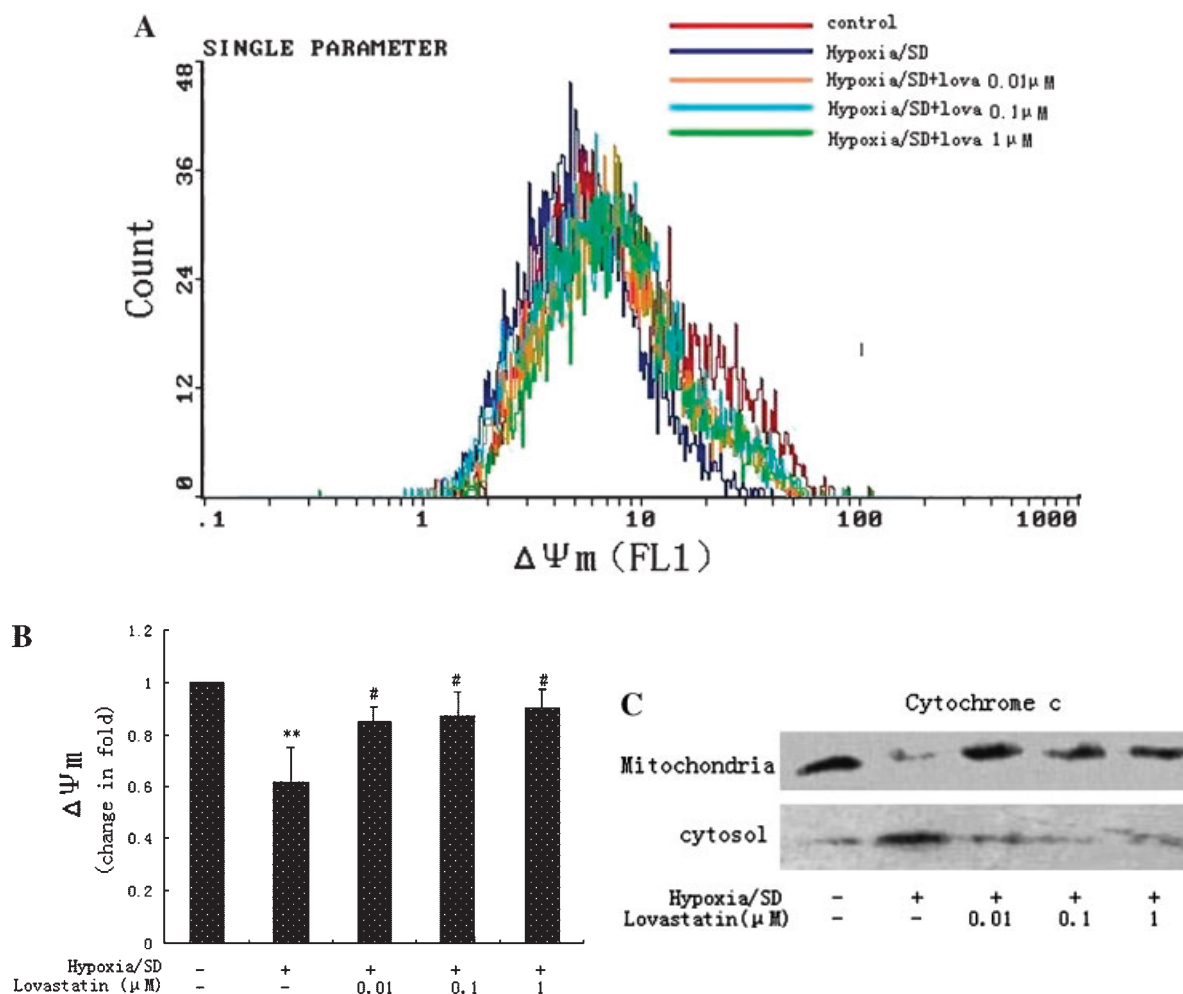 A
SINGLE PARAMETER
control
Hypoxia/SD
Hypoxia/SD+lova 0.01μM
Hypoxia/SD+lova 0.1μM
Hypoxia/SD+lova 1μM
48
36
24
12
0
Count
.1 1 10 100 1000
ΔΨm (FL1)
B
1.2
1
0.8
0.6
0.4
0.2
0
ΔΨm
(change in fold)
** # # #
Hypoxia/SD - + + + +
Lovastatin (μM) - - 0.01 0.1 1
C
Cytochrome c
Mitochondria
cytosol
Hypoxia/SD - + + + +
Lovastatin(μM) - - 0.01 0.1 1